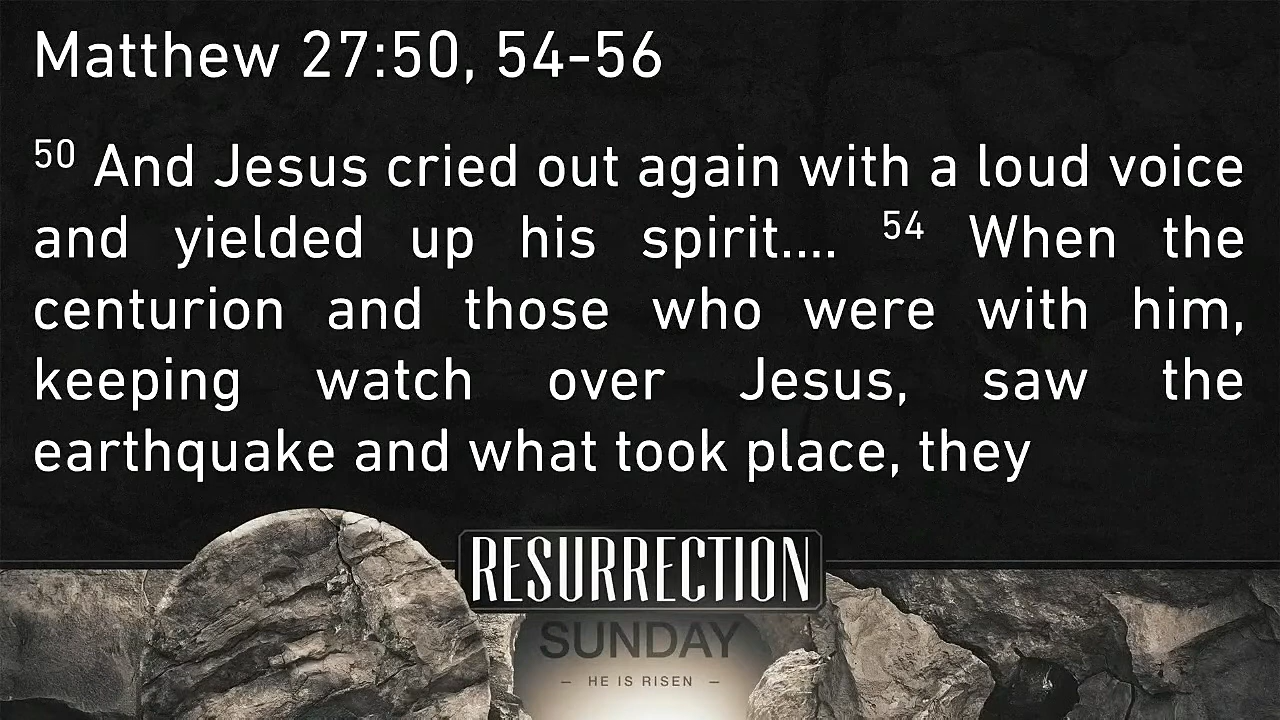 Matthew 27:50, 54-56
50 And Jesus cried out again with a loud voice
and yielded up his spirit.... 54 When the
centurion and those who were with him,
keeping watch over Jesus, saw the
earthquake and what took place, they
RESURRECTION
SUNDAY
– HE IS RISEN –